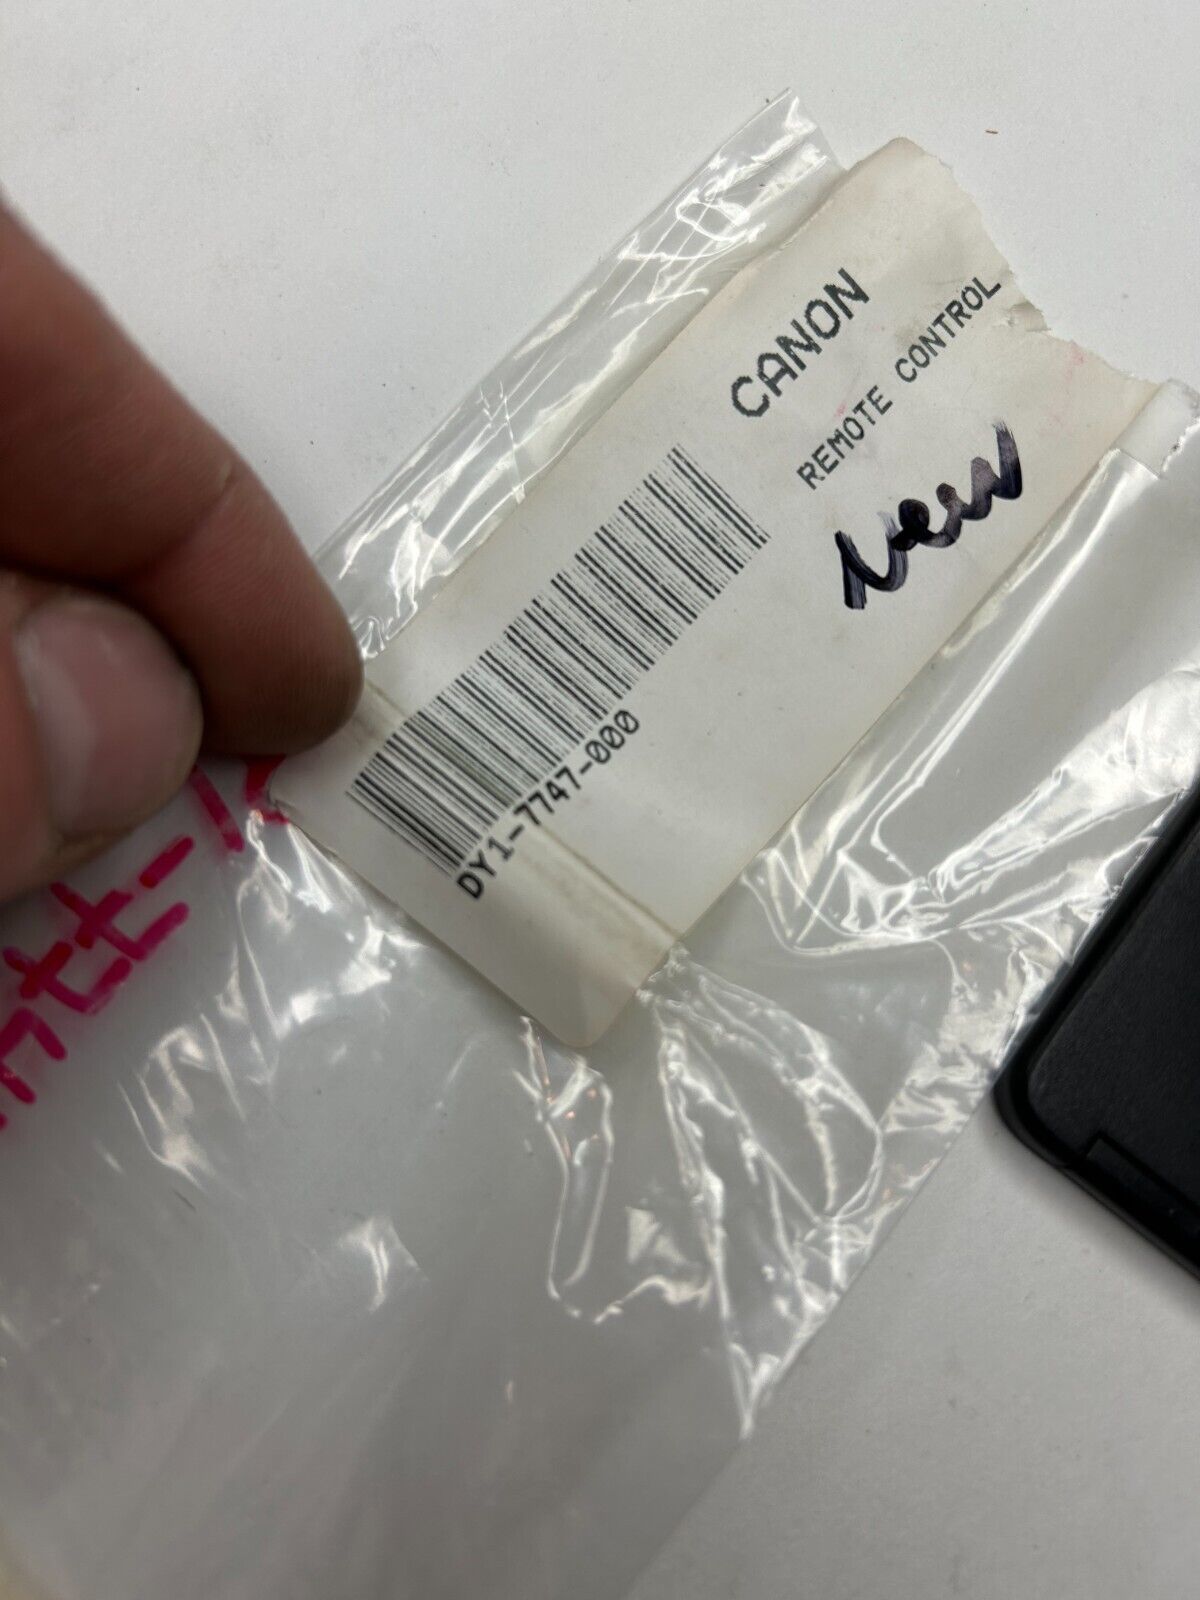 CANON
REMOTE CONTROL
new
DY1-7747-000